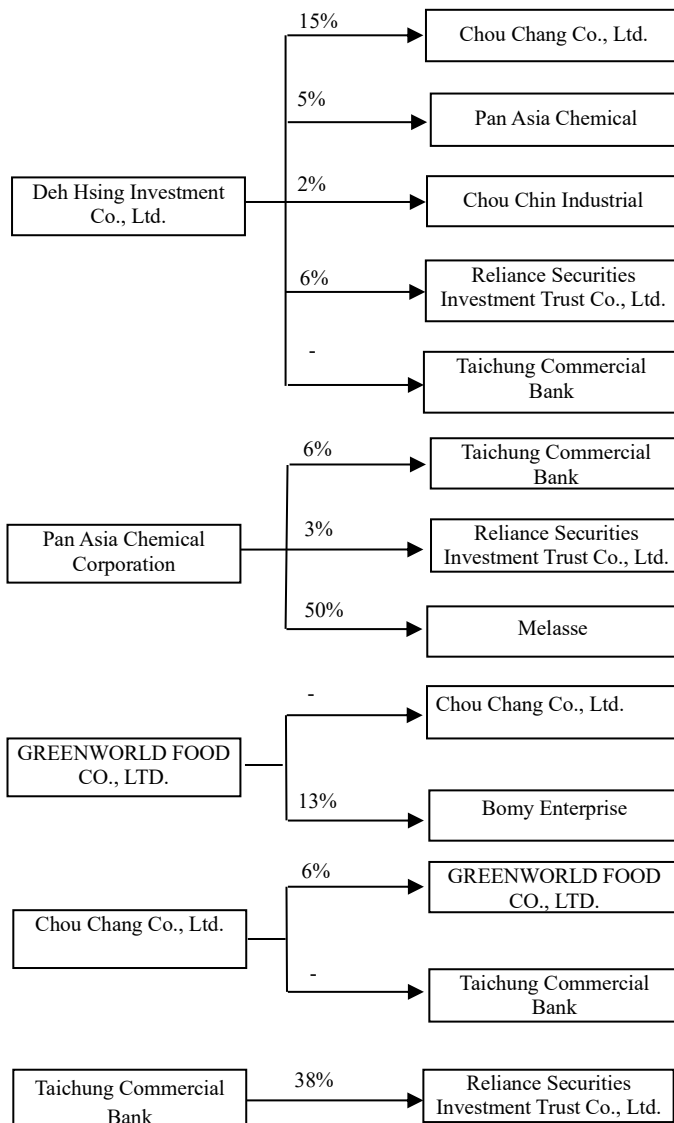 15%
Chou Chang Co., Ltd.
5%
Pan Asia Chemical
Deh Hsing Investment
Co., Ltd.
2%
Chou Chin Industrial
6%
Reliance Securities
Investment Trust Co., Ltd.
-
Taichung Commercial
Bank
6%
Taichung Commercial
Bank
Pan Asia Chemical
Corporation
3%
Reliance Securities
Investment Trust Co., Ltd.
50%
Melasse
-
Chou Chang Co., Ltd.
GREENWORLD FOOD
CO., LTD.
13%
Bomy Enterprise
6%
GREENWORLD FOOD
CO., LTD.
Chou Chang Co., Ltd.
-
Taichung Commercial
Bank
Taichung Commercial
Bank
38%
Reliance Securities
Investment Trust Co., Ltd.